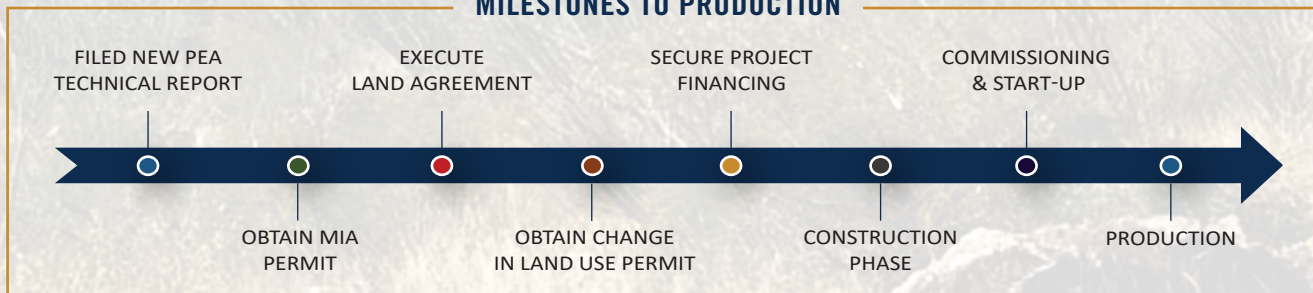 MILESTONES TO PRODUCTION
FILED NEW PEA
TECHNICAL REPORT
OBTAIN MIA
PERMIT
EXECUTE
LAND AGREEMENT
OBTAIN CHANGE
IN LAND USE PERMIT
SECURE PROJECT
FINANCING
CONSTRUCTION
PHASE
COMMISSIONING
& START-UP
PRODUCTION